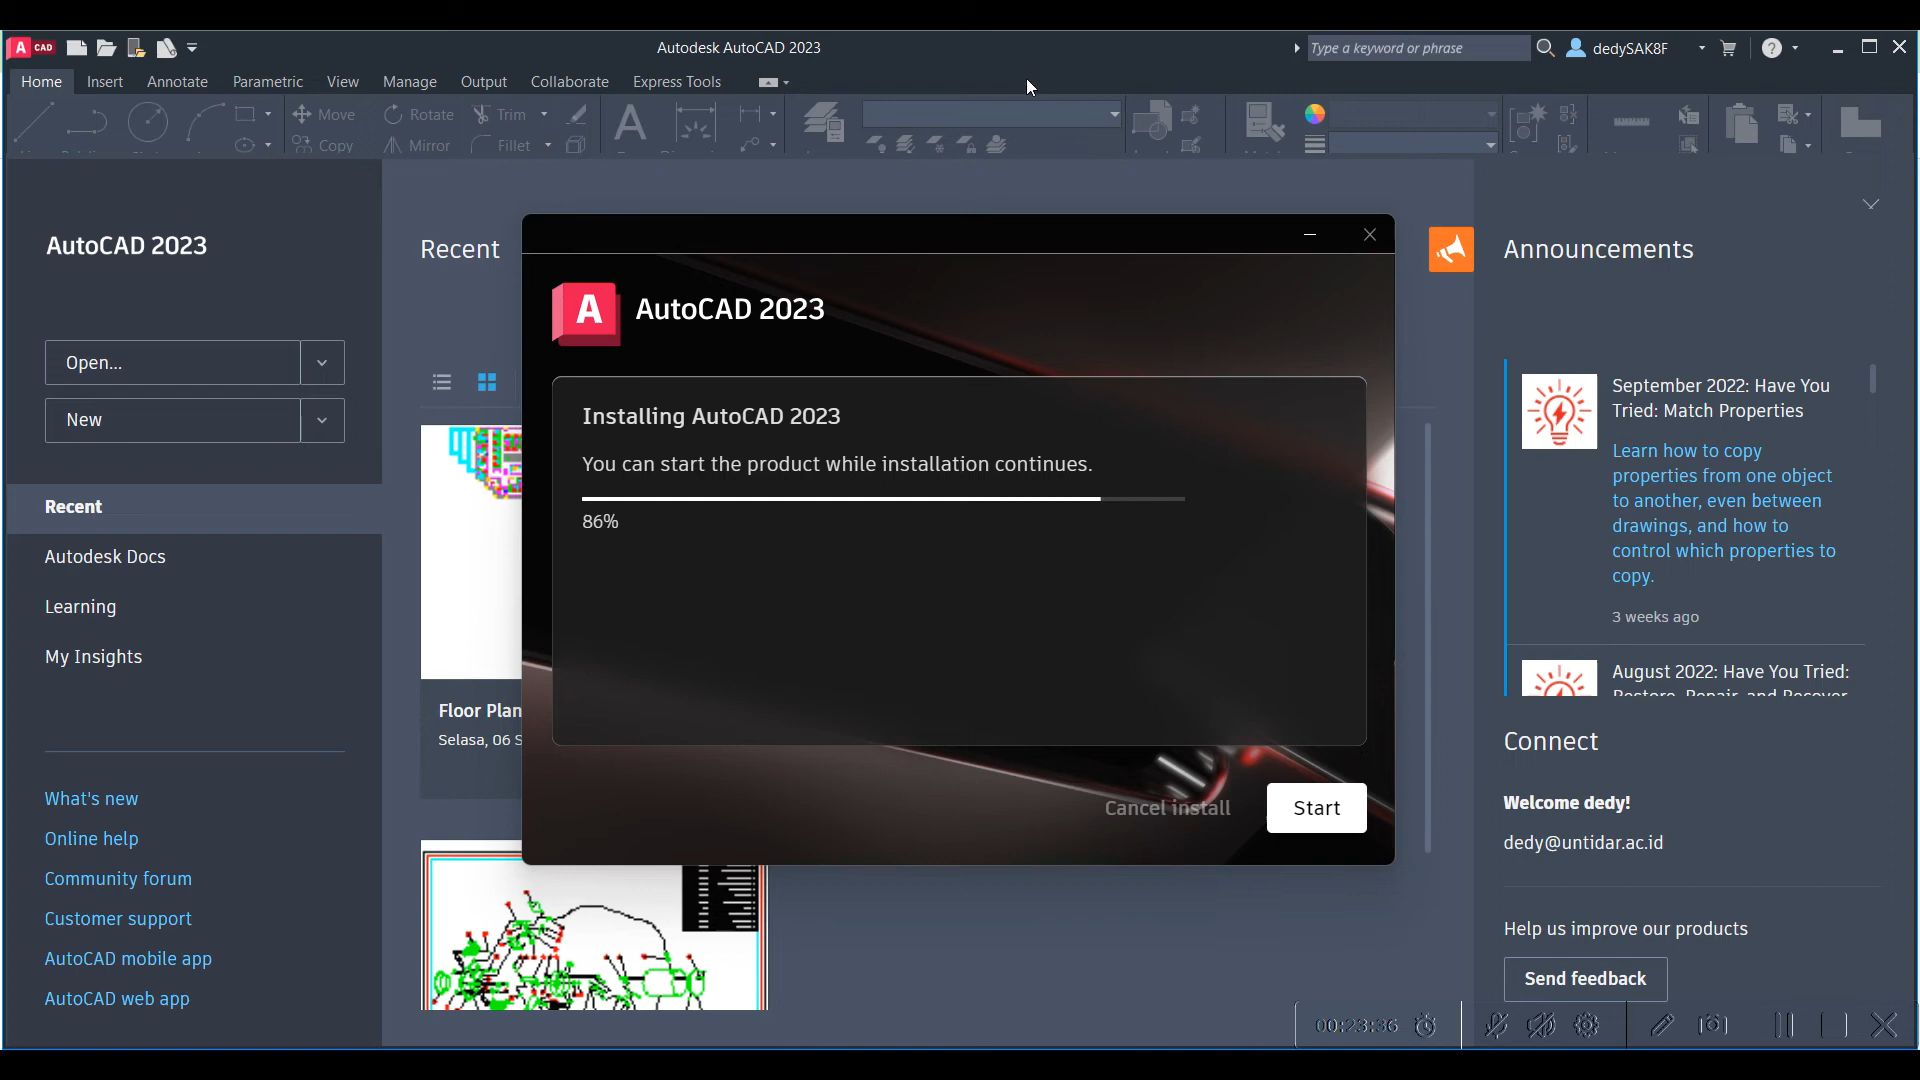 A CAD
Autodesk AutoCAD 2023
Type a keyword or phrase
dedySAK8F
Home Insert Annotate Parametric View Manage Output Collaborate Express Tools
Move Rotate Trim
Copy Mirror Fillet
A
AutoCAD 2023
Open...
New
Recent
Autodesk Docs
Learning
My Insights
What's new
Online help
Community forum
Customer support
AutoCAD mobile app
AutoCAD web app
Recent
Floor Plan
Selasa, 06 S
A AutoCAD 2023
Installing AutoCAD 2023
You can start the product while installation continues.
86%
Cancel install Start
Announcements
September 2022: Have You
Tried: Match Properties
Learn how to copy
properties from one object
to another, even between
drawings, and how to
control which properties to
copy.
3 weeks ago
August 2022: Have You Tried:
Restore, Repair, and Recover
Connect
Welcome dedy!
dedy@untidar.ac.id
Help us improve our products
Send feedback
00:23:36